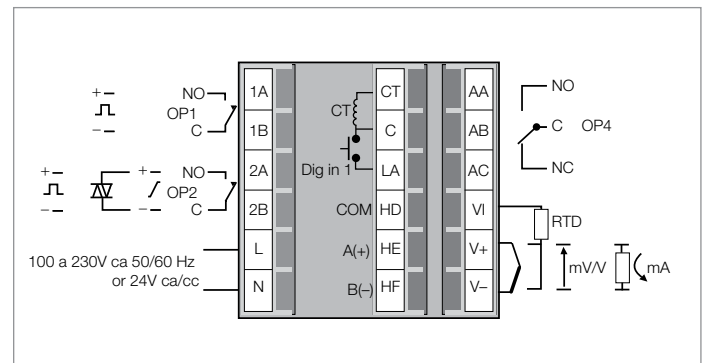 NO
OP1
C
1A
1B
NO
OP2
C
2A
2B
100 a 230V ca 50/60 Hz
or 24V ca/cc
L
N
CT
CT
C
Dig in 1
LA
COM
HD
A(+)
HE
B(–)
HF
AA
AB
AC
VI
V+
V–
NO
C
OP4
NC
RTD
mV/V
mA